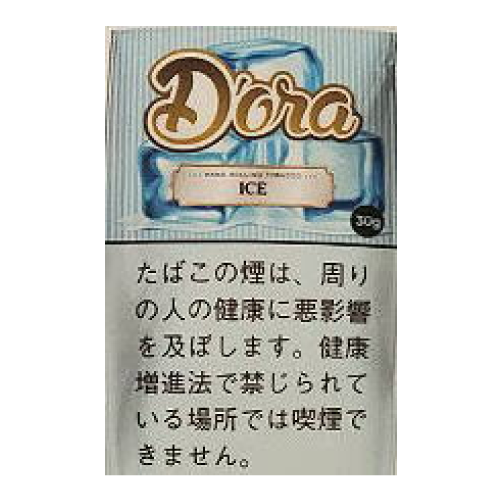 D'ora
HAND ROLLING TOBACCO
ICE
30g
たばこの煙は、周り
の人の健康に悪影響
を及ぼします。健康
増進法で禁じられて
いる場所では喫煙で
きません。